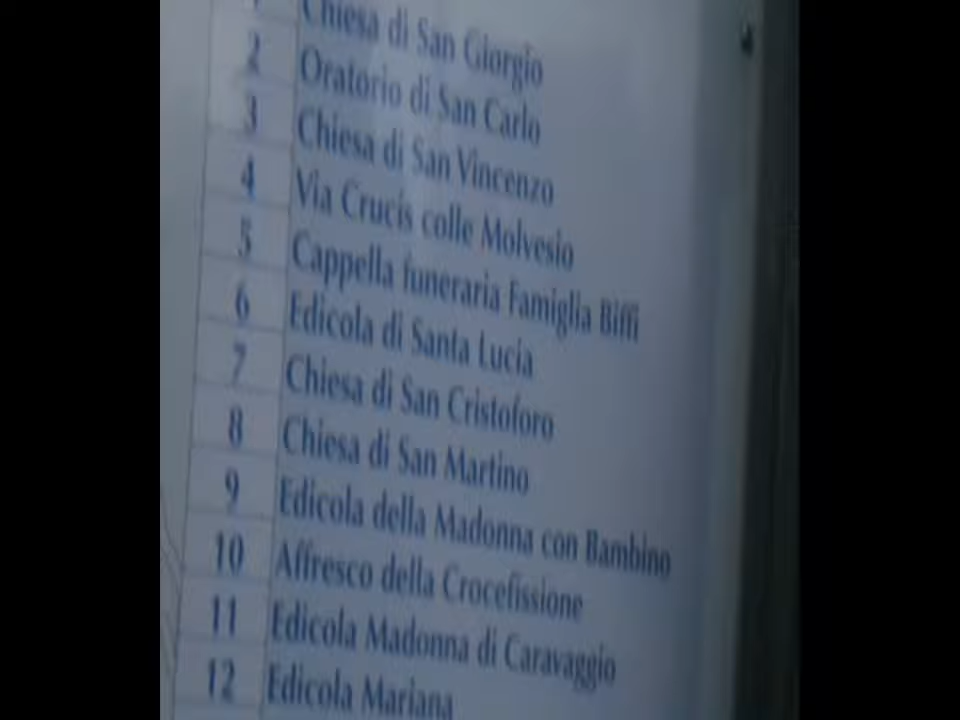 1 Chiesa di San Giorgio
2 Oratorio di San Carlo
3 Chiesa di San Vincenzo
4 Via Crucis colle Molvesio
5 Cappella funeraria Famiglia Biffi
6 Edicola di Santa Lucia
7 Chiesa di San Cristoforo
8 Chiesa di San Martino
9 Edicola della Madonna con Bambino
10 Affresco della Crocefissione
11 Edicola Madonna di Caravaggio
12 Edicola Mariana